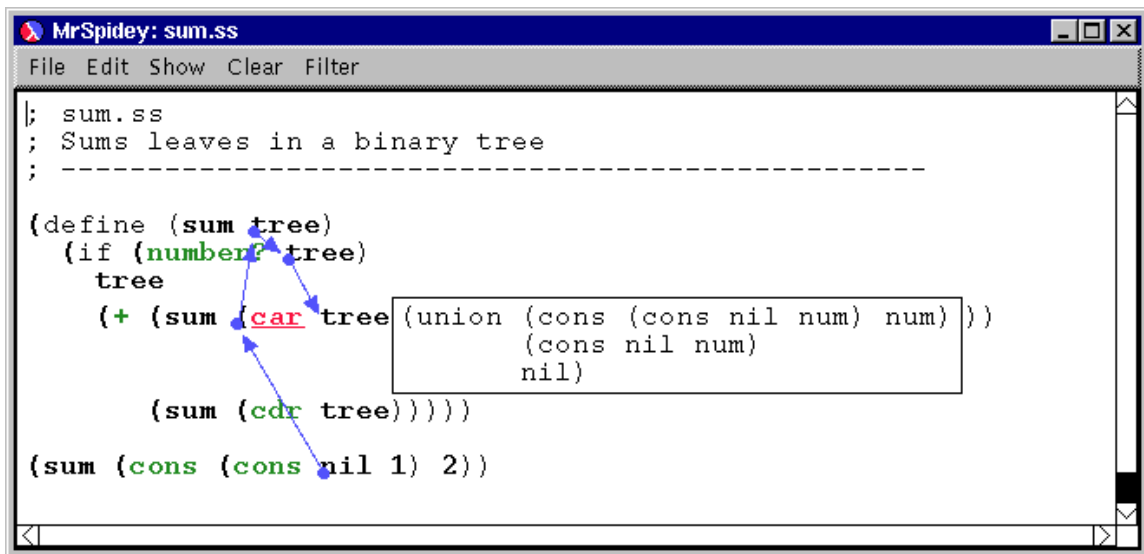 MrSpidey: sum.ss
File Edit Show Clear Filter
; sum.ss
; Sums leaves in a binary tree
; --------------------------------------------------
(define (sum tree)
(if (number? tree)
tree
(+ (sum (car tree (union (cons (cons nil num) num) ))
(cons nil num)
nil)
(sum (cdr tree)))))
(sum (cons (cons nil 1) 2))